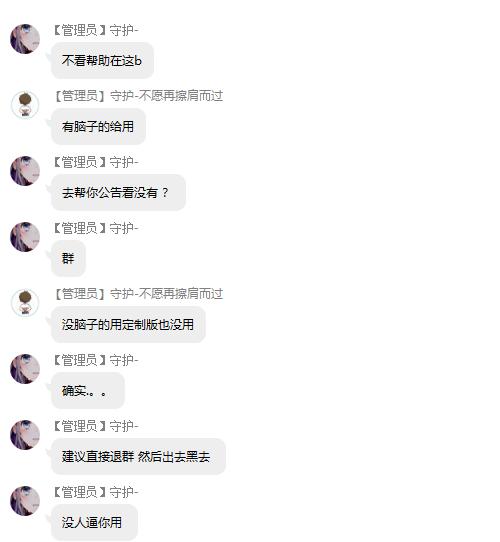 【管理员】守护-
不看帮助在这b
【管理员】守护-不愿再擦肩而过
有脑子的给用
【管理员】守护-
去帮你公告看没有？
【管理员】守护-
群
【管理员】守护-不愿再擦肩而过
没脑子的用定制版也没用
【管理员】守护-
确实.。。
【管理员】守护-
建议直接退群 然后出去黑去
【管理员】守护-
没人逼你用